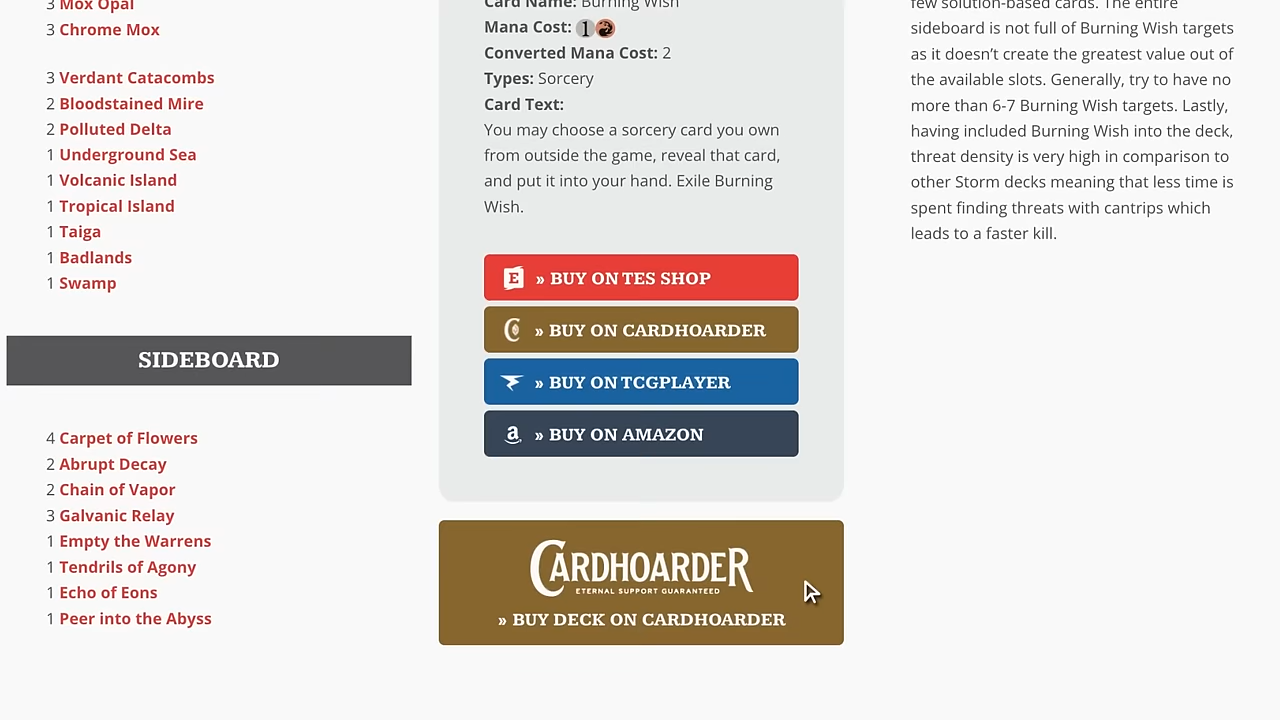 3 Mox Opal
3 Chrome Mox
3 Verdant Catacombs
2 Bloodstained Mire
2 Polluted Delta
1 Underground Sea
1 Volcanic Island
1 Tropical Island
1 Taiga
1 Badlands
1 Swamp
SIDEBOARD
4 Carpet of Flowers
2 Abrupt Decay
2 Chain of Vapor
3 Galvanic Relay
1 Empty the Warrens
1 Tendrils of Agony
1 Echo of Eons
1 Peer into the Abyss
Card Name: Burning Wish
Mana Cost: 1
Converted Mana Cost: 2
Types: Sorcery
Card Text:
You may choose a sorcery card you own
from outside the game, reveal that card,
and put it into your hand. Exile Burning
Wish.
E » BUY ON TES SHOP
C » BUY ON CARDHOARDER
» BUY ON TCGPLAYER
a » BUY ON AMAZON
CARDHOARDER
ETERNAL SUPPORT GUARANTEED
» BUY DECK ON CARDHOARDER
few solution-based cards. The entire
sideboard is not full of Burning Wish targets
as it doesn’t create the greatest value out of
the available slots. Generally, try to have no
more than 6-7 Burning Wish targets. Lastly,
having included Burning Wish into the deck,
threat density is very high in comparison to
other Storm decks meaning that less time is
spent finding threats with cantrips which
leads to a faster kill.